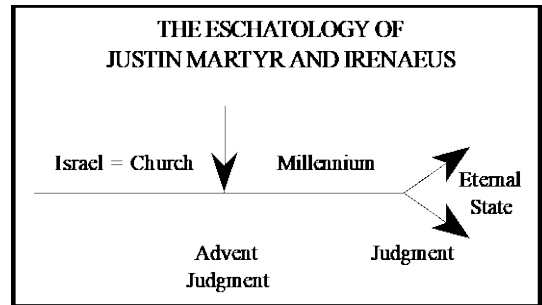 THE ESCHATOLOGY OF
JUSTIN MARTYR AND IRENAEUS
Israel = Church
Millennium
Eternal
State
Advent
Judgment
Judgment